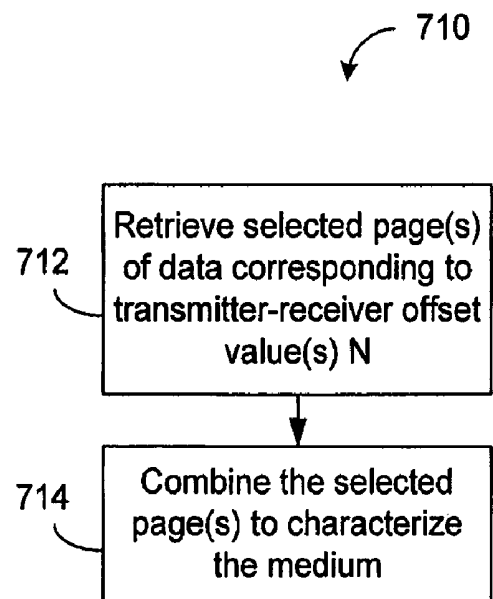 710
712
Retrieve selected page(s)
of data corresponding to
transmitter-receiver offset
value(s) N
714
Combine the selected
page(s) to characterize
the medium